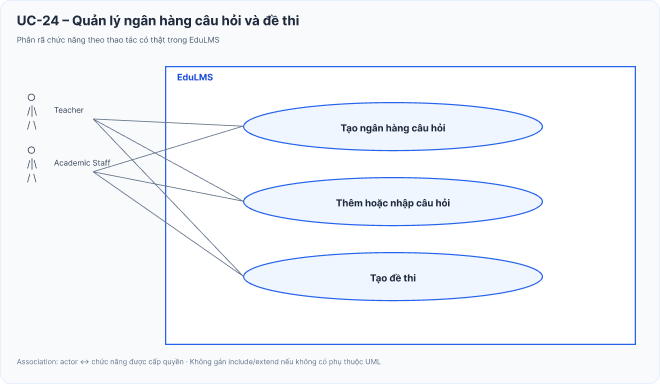 UC-24 – Quản lý ngân hàng câu hỏi và đề thi
Phân rã chức năng theo thao tác có thật trong EduLMS
EduLMS
Teacher
Tạo ngân hàng câu hỏi
Academic Staff
Thêm hoặc nhập câu hỏi
Tạo đề thi
Association: actor ↔ chức năng được cấp quyền · Không gán include/extend nếu không có phụ thuộc UML